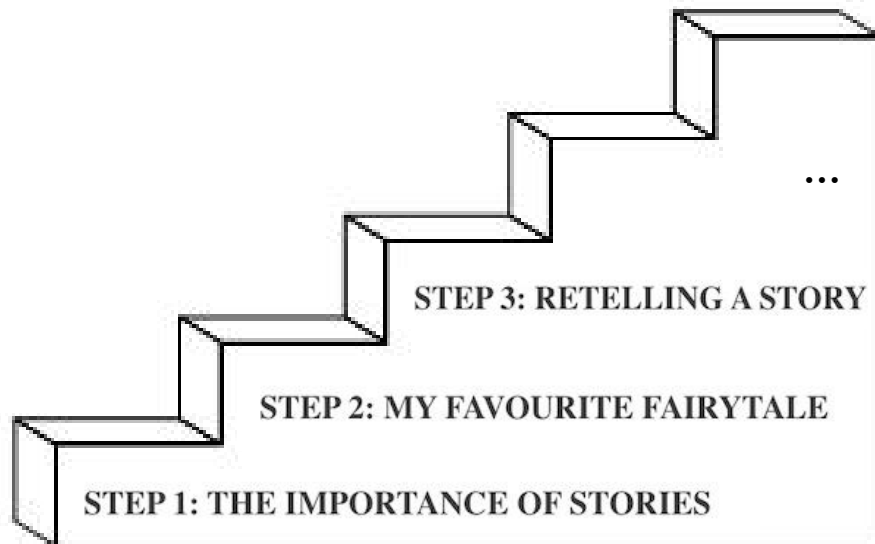 ...
STEP 3: RETELLING A STORY
STEP 2: MY FAVOURITE FAIRYTALE
STEP 1: THE IMPORTANCE OF STORIES